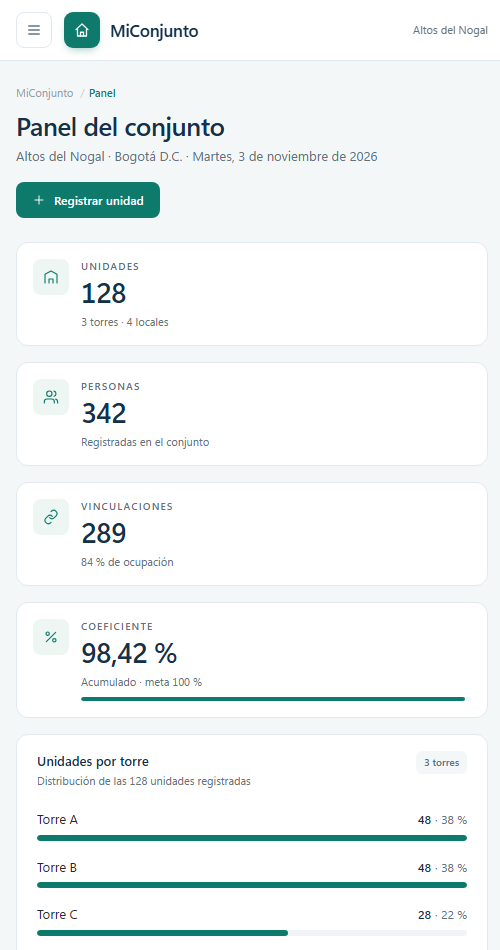 MiConjunto
Altos del Nogal
MiConjunto / Panel
Panel del conjunto
Altos del Nogal · Bogotá D.C. · Martes, 3 de noviembre de 2026
Registrar unidad
UNIDADES
128
3 torres · 4 locales
PERSONAS
342
Registradas en el conjunto
VINCULACIONES
289
84 % de ocupación
COEFICIENTE
98,42 %
Acumulado · meta 100 %
Unidades por torre
3 torres
Distribución de las 128 unidades registradas
Torre A
48 · 38 %
Torre B
48 · 38 %
Torre C
28 · 22 %